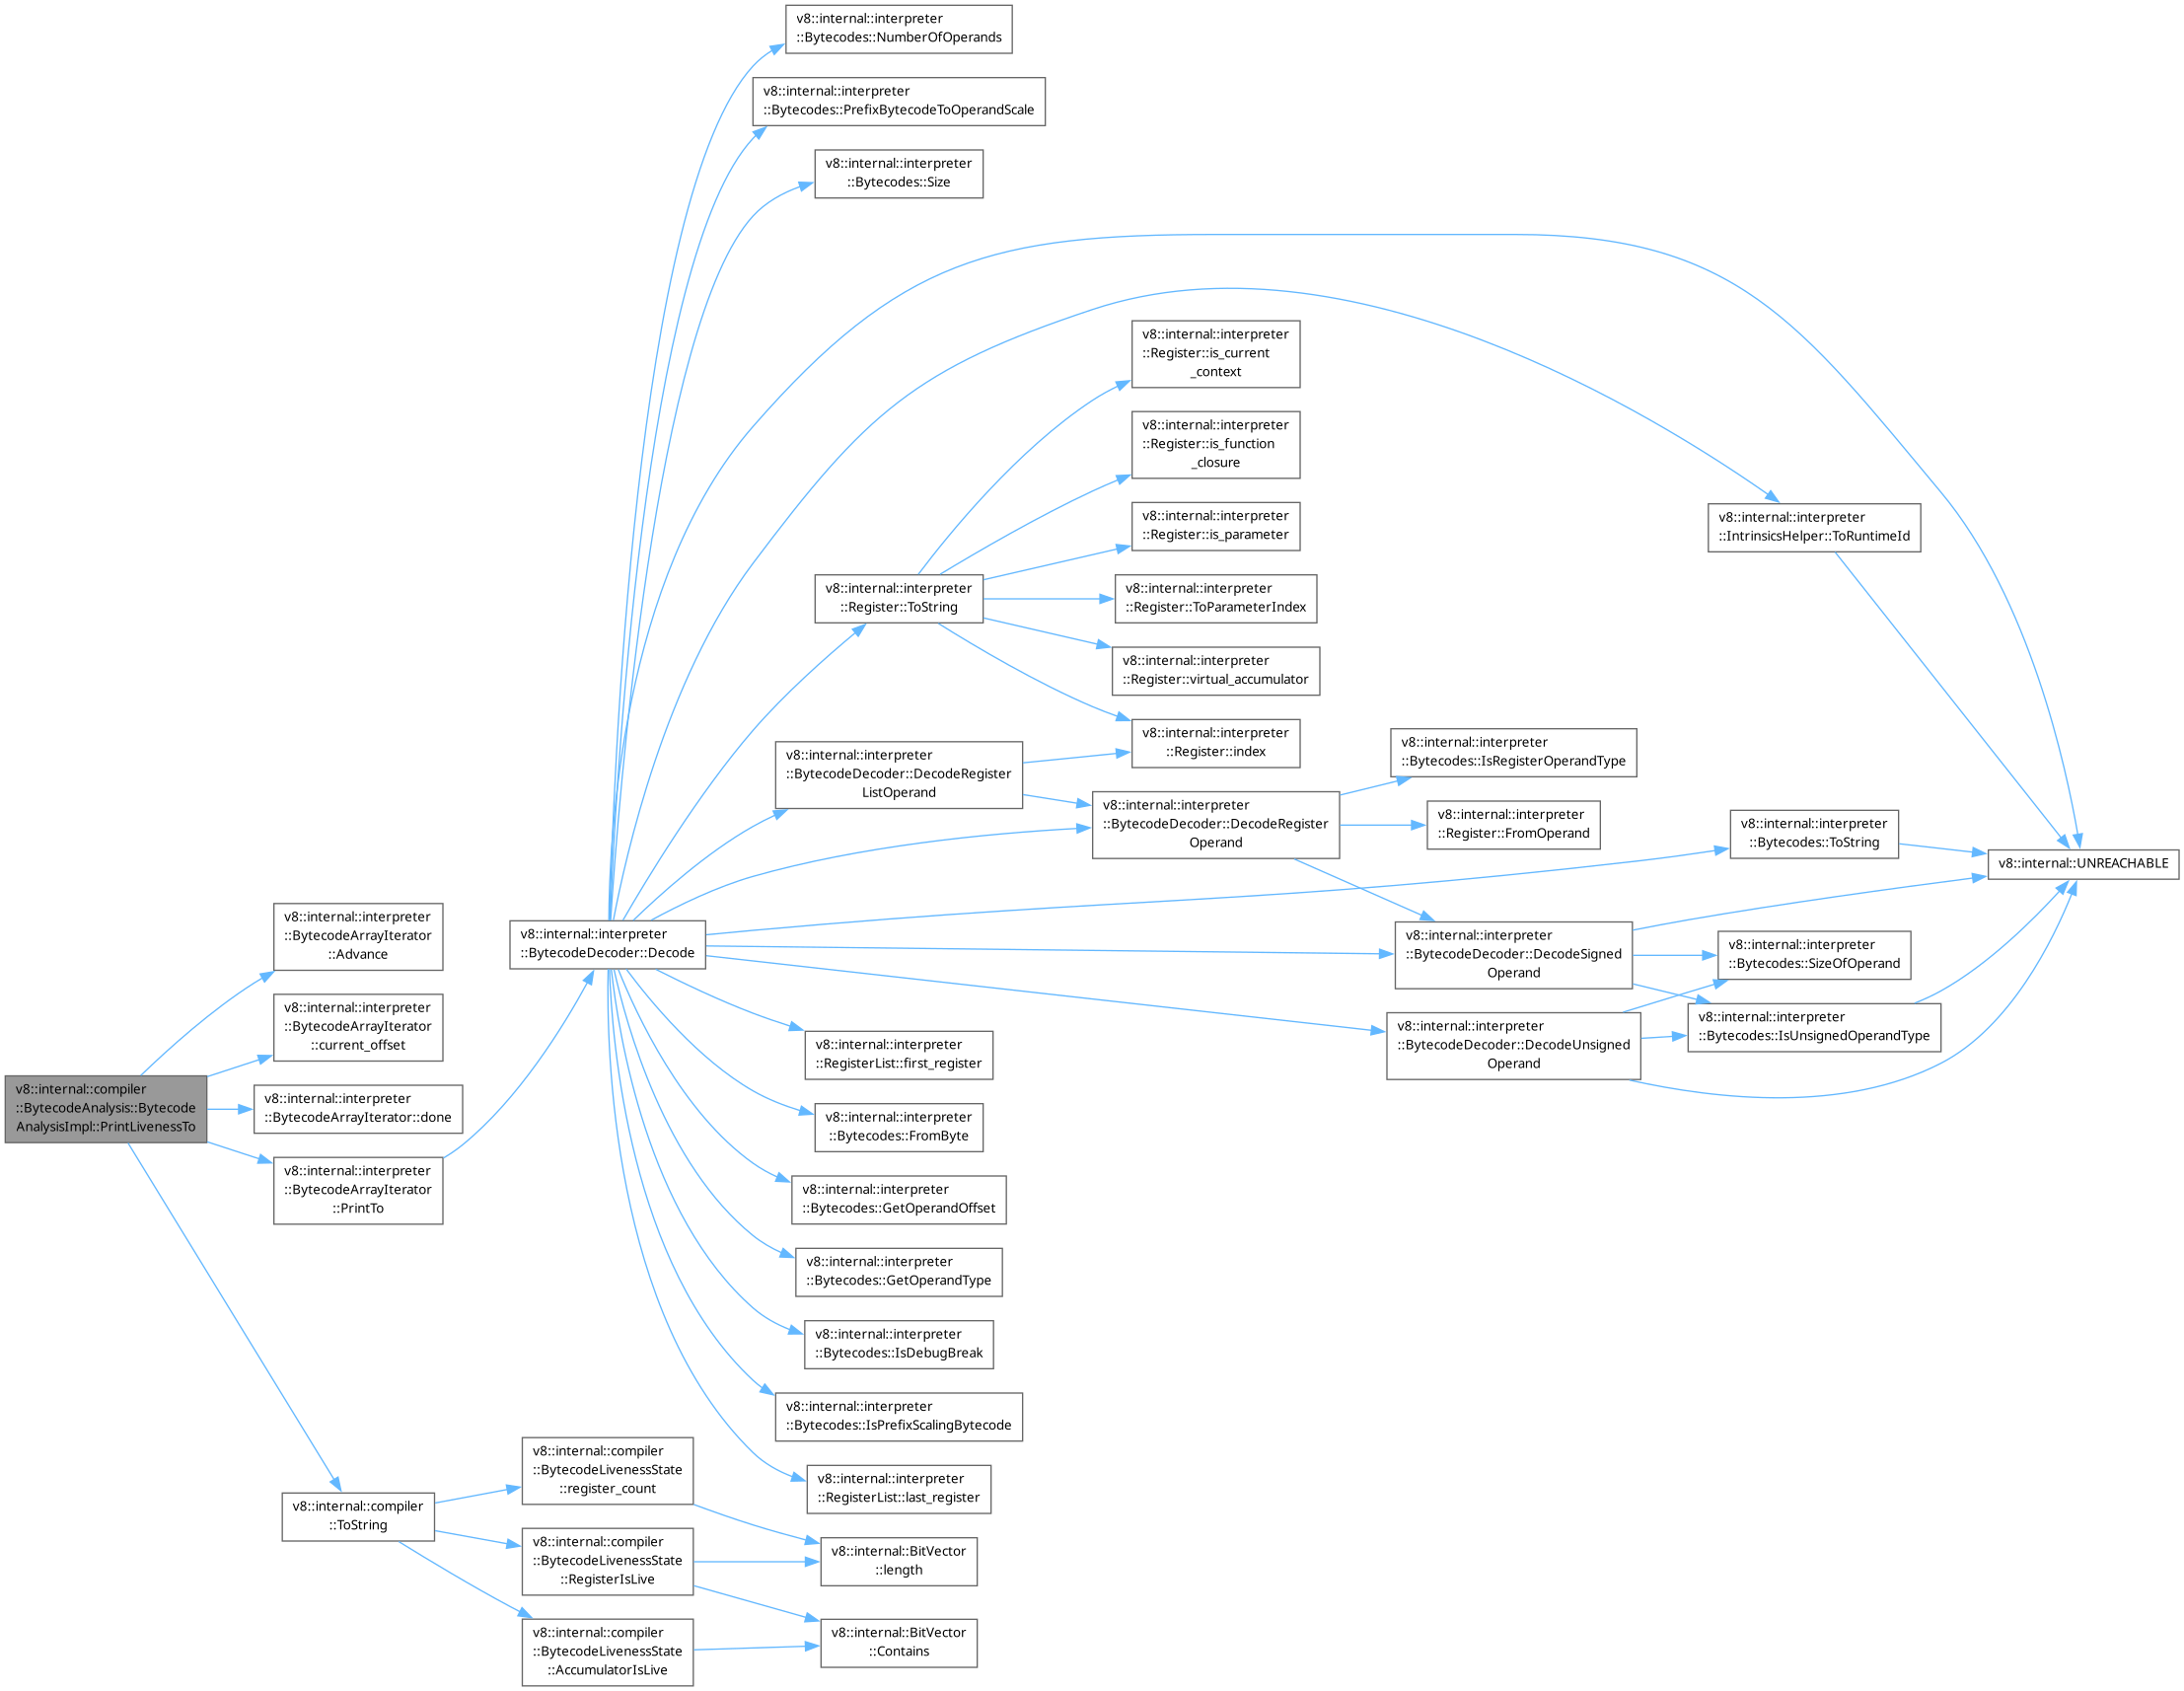 v8::internal::interpreter
::Bytecodes::NumberOfOperands
v8::internal::interpreter
::Bytecodes::PrefixBytecodeToOperandScale
v8::internal::interpreter
::Bytecodes::Size
v8::internal::interpreter
::Register::is_current
_context
v8::internal::interpreter
::Register::is_function
_closure
v8::internal::interpreter
::Register::is_parameter
v8::internal::interpreter
::IntrinsicsHelper::ToRuntimeId
v8::internal::interpreter
::Register::ToString
v8::internal::interpreter
::Register::ToParameterIndex
v8::internal::interpreter
::Register::virtual_accumulator
v8::internal::interpreter
::Register::index
v8::internal::interpreter
::Bytecodes::IsRegisterOperandType
v8::internal::interpreter
::BytecodeDecoder::DecodeRegister
ListOperand
v8::internal::interpreter
::BytecodeDecoder::DecodeRegister
Operand
v8::internal::interpreter
::Register::FromOperand
v8::internal::interpreter
::Bytecodes::ToString
v8::internal::UNREACHABLE
v8::internal::interpreter
::BytecodeArrayIterator
::Advance
v8::internal::interpreter
::BytecodeDecoder::Decode
v8::internal::interpreter
::BytecodeDecoder::DecodeSigned
Operand
v8::internal::interpreter
::Bytecodes::SizeOfOperand
v8::internal::interpreter
::BytecodeArrayIterator
::current_offset
v8::internal::interpreter
::RegisterList::first_register
v8::internal::interpreter
::BytecodeDecoder::DecodeUnsigned
Operand
v8::internal::interpreter
::Bytecodes::IsUnsignedOperandType
v8::internal::compiler
::BytecodeAnalysis::Bytecode
AnalysisImpl::PrintLivenessTo
v8::internal::interpreter
::BytecodeArrayIterator::done
v8::internal::interpreter
::Bytecodes::FromByte
v8::internal::interpreter
::BytecodeArrayIterator
::PrintTo
v8::internal::interpreter
::Bytecodes::GetOperandOffset
v8::internal::interpreter
::Bytecodes::GetOperandType
v8::internal::interpreter
::Bytecodes::IsDebugBreak
v8::internal::interpreter
::Bytecodes::IsPrefixScalingBytecode
v8::internal::interpreter
::RegisterList::last_register
v8::internal::compiler
::ToString
v8::internal::compiler
::BytecodeLivenessState
::register_count
v8::internal::compiler
::BytecodeLivenessState
::RegisterIsLive
v8::internal::BitVector
::length
v8::internal::compiler
::BytecodeLivenessState
::AccumulatorIsLive
v8::internal::BitVector
::Contains